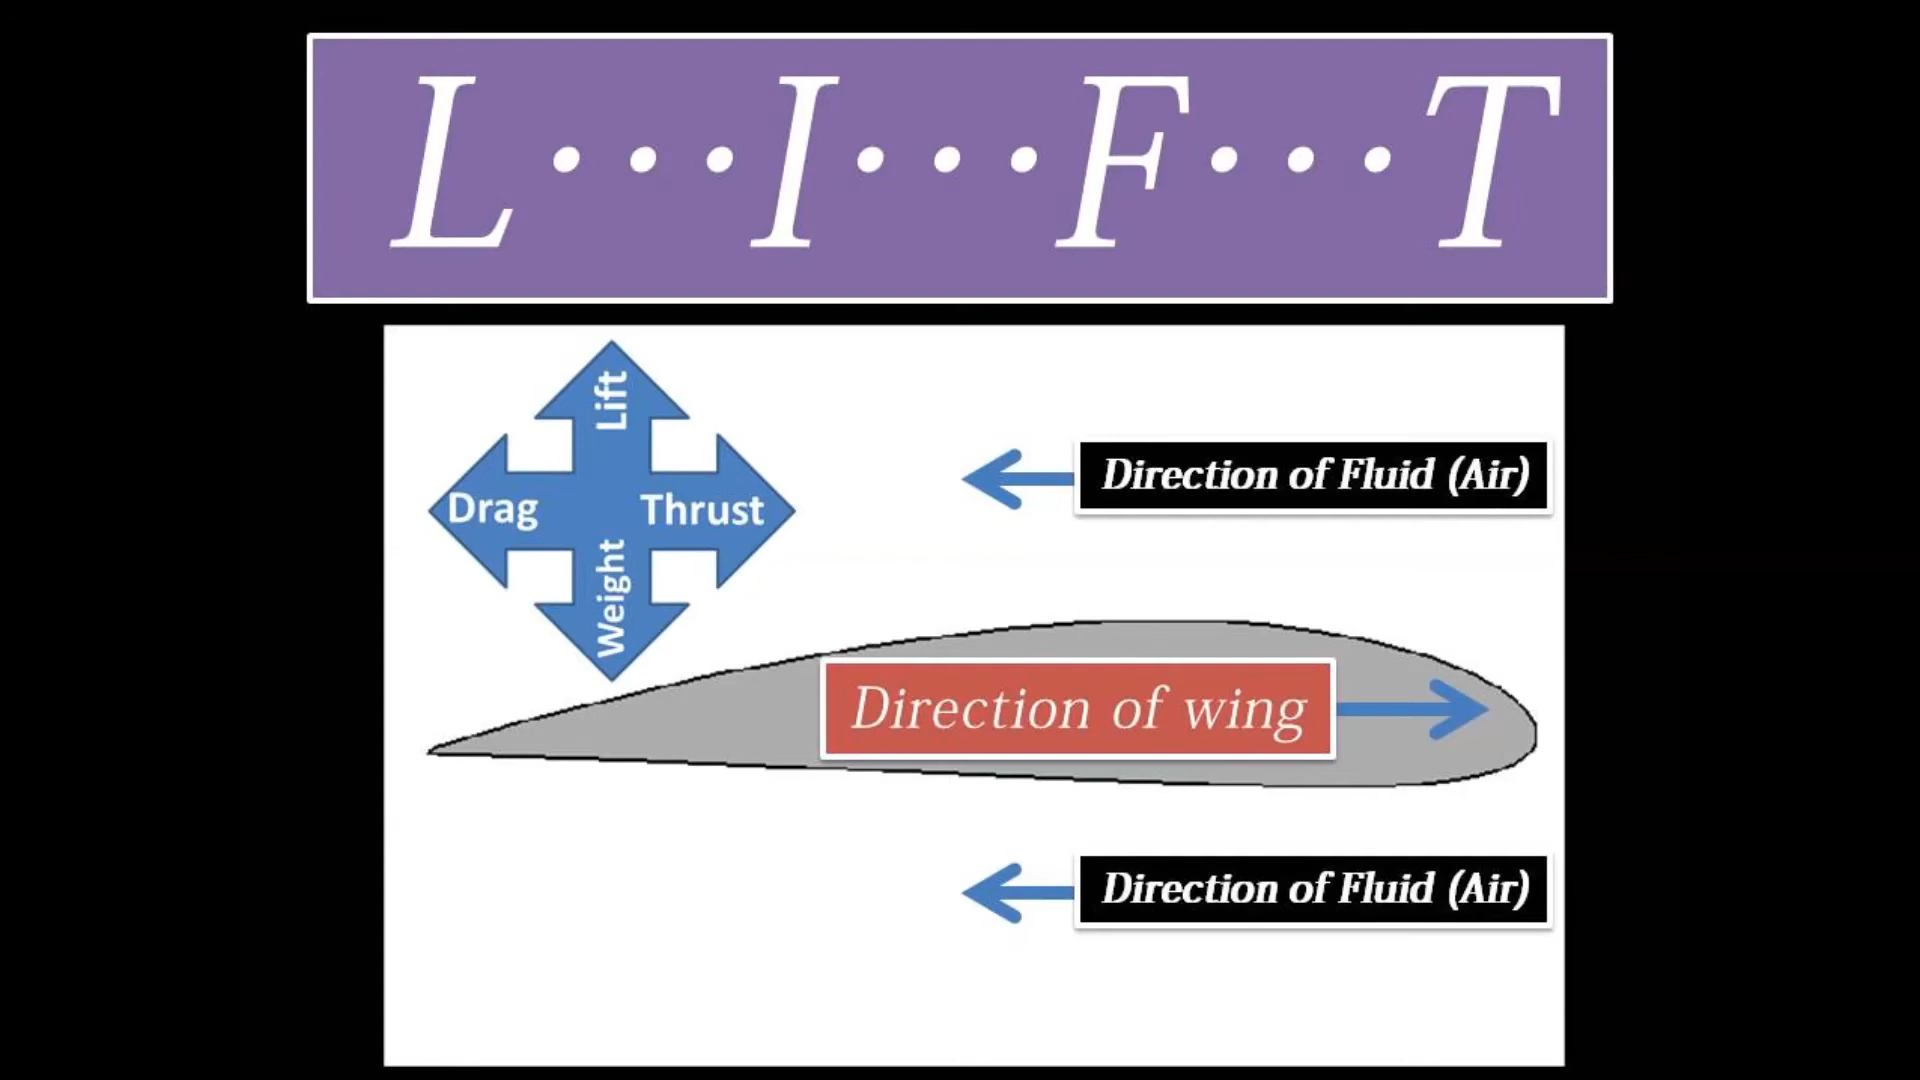 L···I···F···T
Lift
Drag
Thrust
Weight
Direction of Fluid (Air)
Direction of wing
Direction of Fluid (Air)